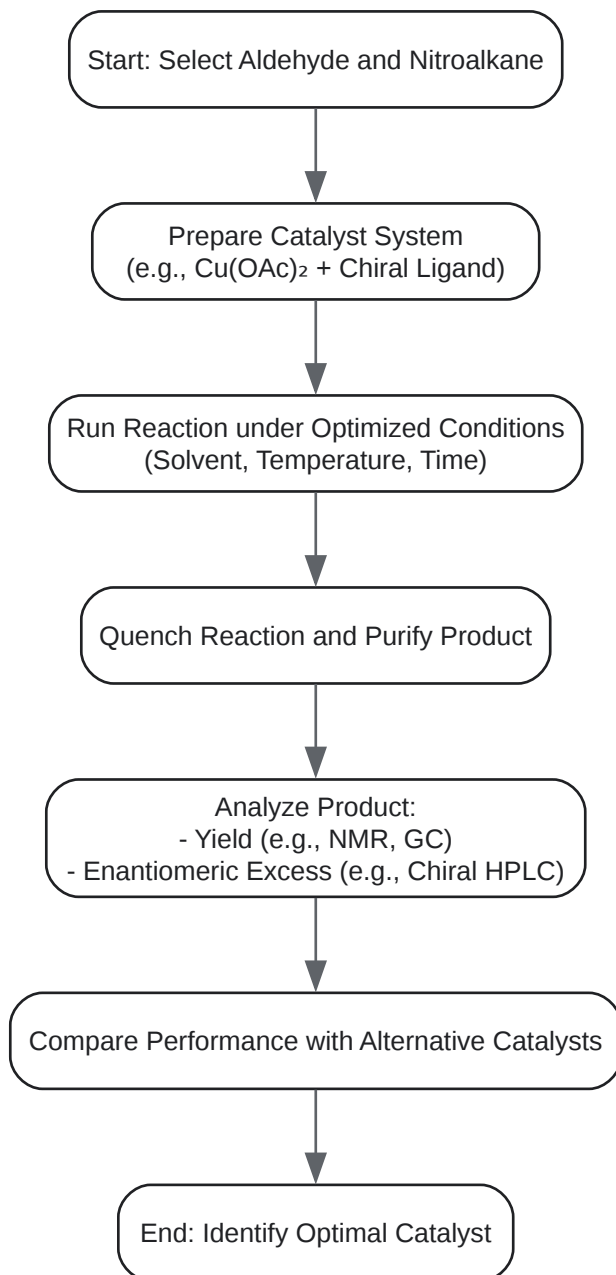 Start: Select Aldehyde and Nitroalkane
Prepare Catalyst System
(e.g., Cu(OAc)₂ + Chiral Ligand)
Run Reaction under Optimized Conditions
(Solvent, Temperature, Time)
Quench Reaction and Purify Product
Analyze Product:
- Yield (e.g., NMR, GC)
- Enantiomeric Excess (e.g., Chiral HPLC)
Compare Performance with Alternative Catalysts
End: Identify Optimal Catalyst